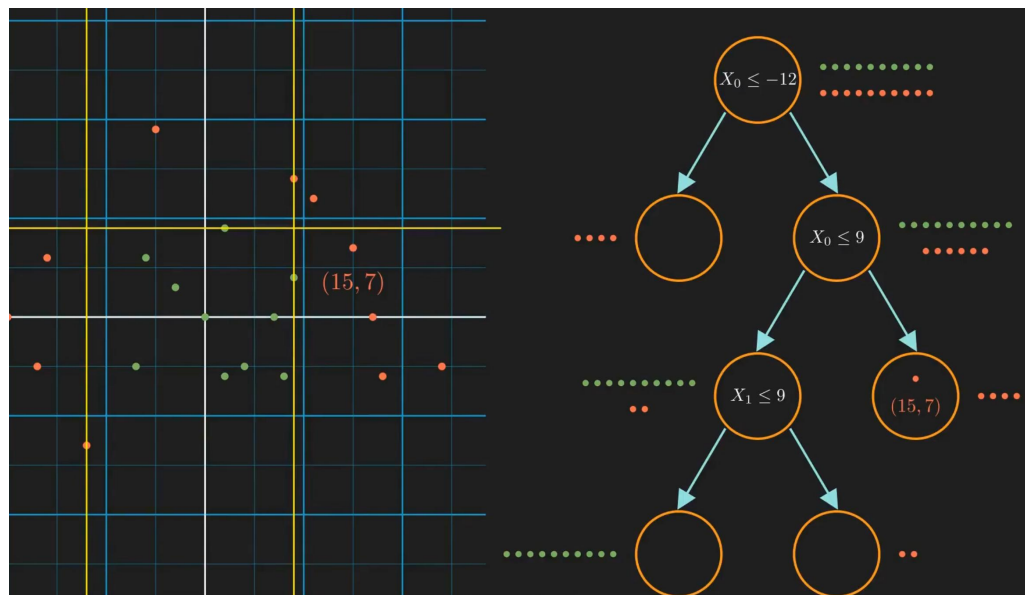 (15, 7)
X₀ ≤ −12
X₀ ≤ 9
X₁ ≤ 9
(15, 7)